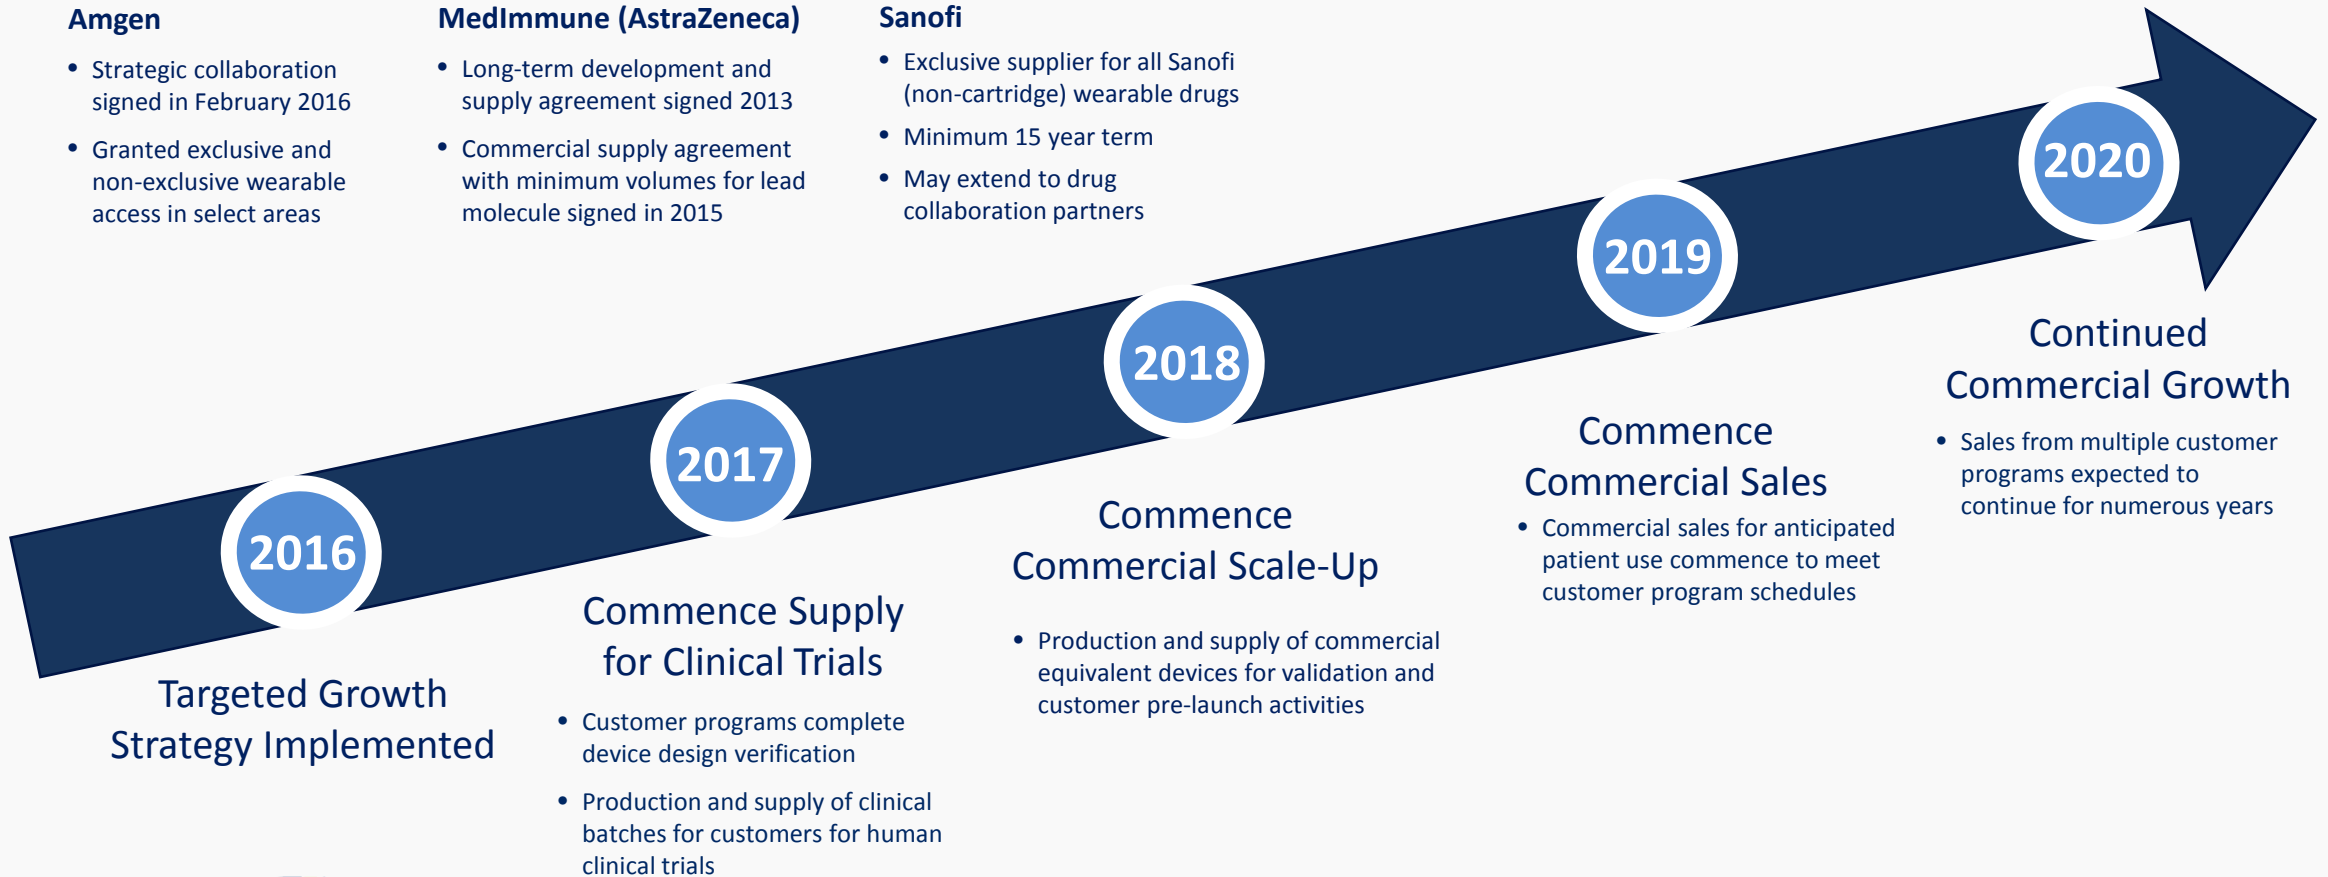 Amgen
• Strategic collaboration
signed in February 2016
• Granted exclusive and
non-exclusive wearable
access in select areas
MedImmune (AstraZeneca)
• Long-term development and
supply agreement signed 2013
• Commercial supply agreement
with minimum volumes for lead
molecule signed in 2015
Sanofi
• Exclusive supplier for all Sanofi
(non-cartridge) wearable drugs
• Minimum 15 year term
• May extend to drug
collaboration partners
2016
Targeted Growth
Strategy Implemented
2017
Commence Supply
for Clinical Trials
• Customer programs complete
device design verification
• Production and supply of clinical
batches for customers for human
clinical trials
2018
Commence
Commercial Scale-Up
• Production and supply of commercial
equivalent devices for validation and
customer pre-launch activities
2019
Commence
Commercial Sales
• Commercial sales for anticipated
patient use commence to meet
customer program schedules
2020
Continued
Commercial Growth
• Sales from multiple customer
programs expected to
continue for numerous years